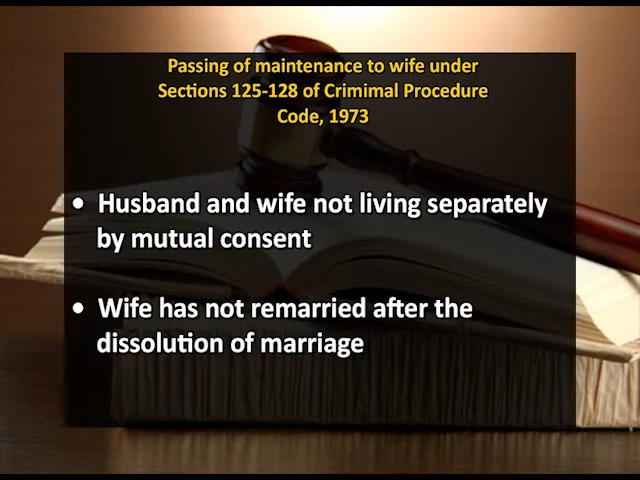 Passing of maintenance to wife under
Sections 125-128 of Crimimal Procedure
Code, 1973
• Husband and wife not living separately
by mutual consent
• Wife has not remarried after the
dissolution of marriage